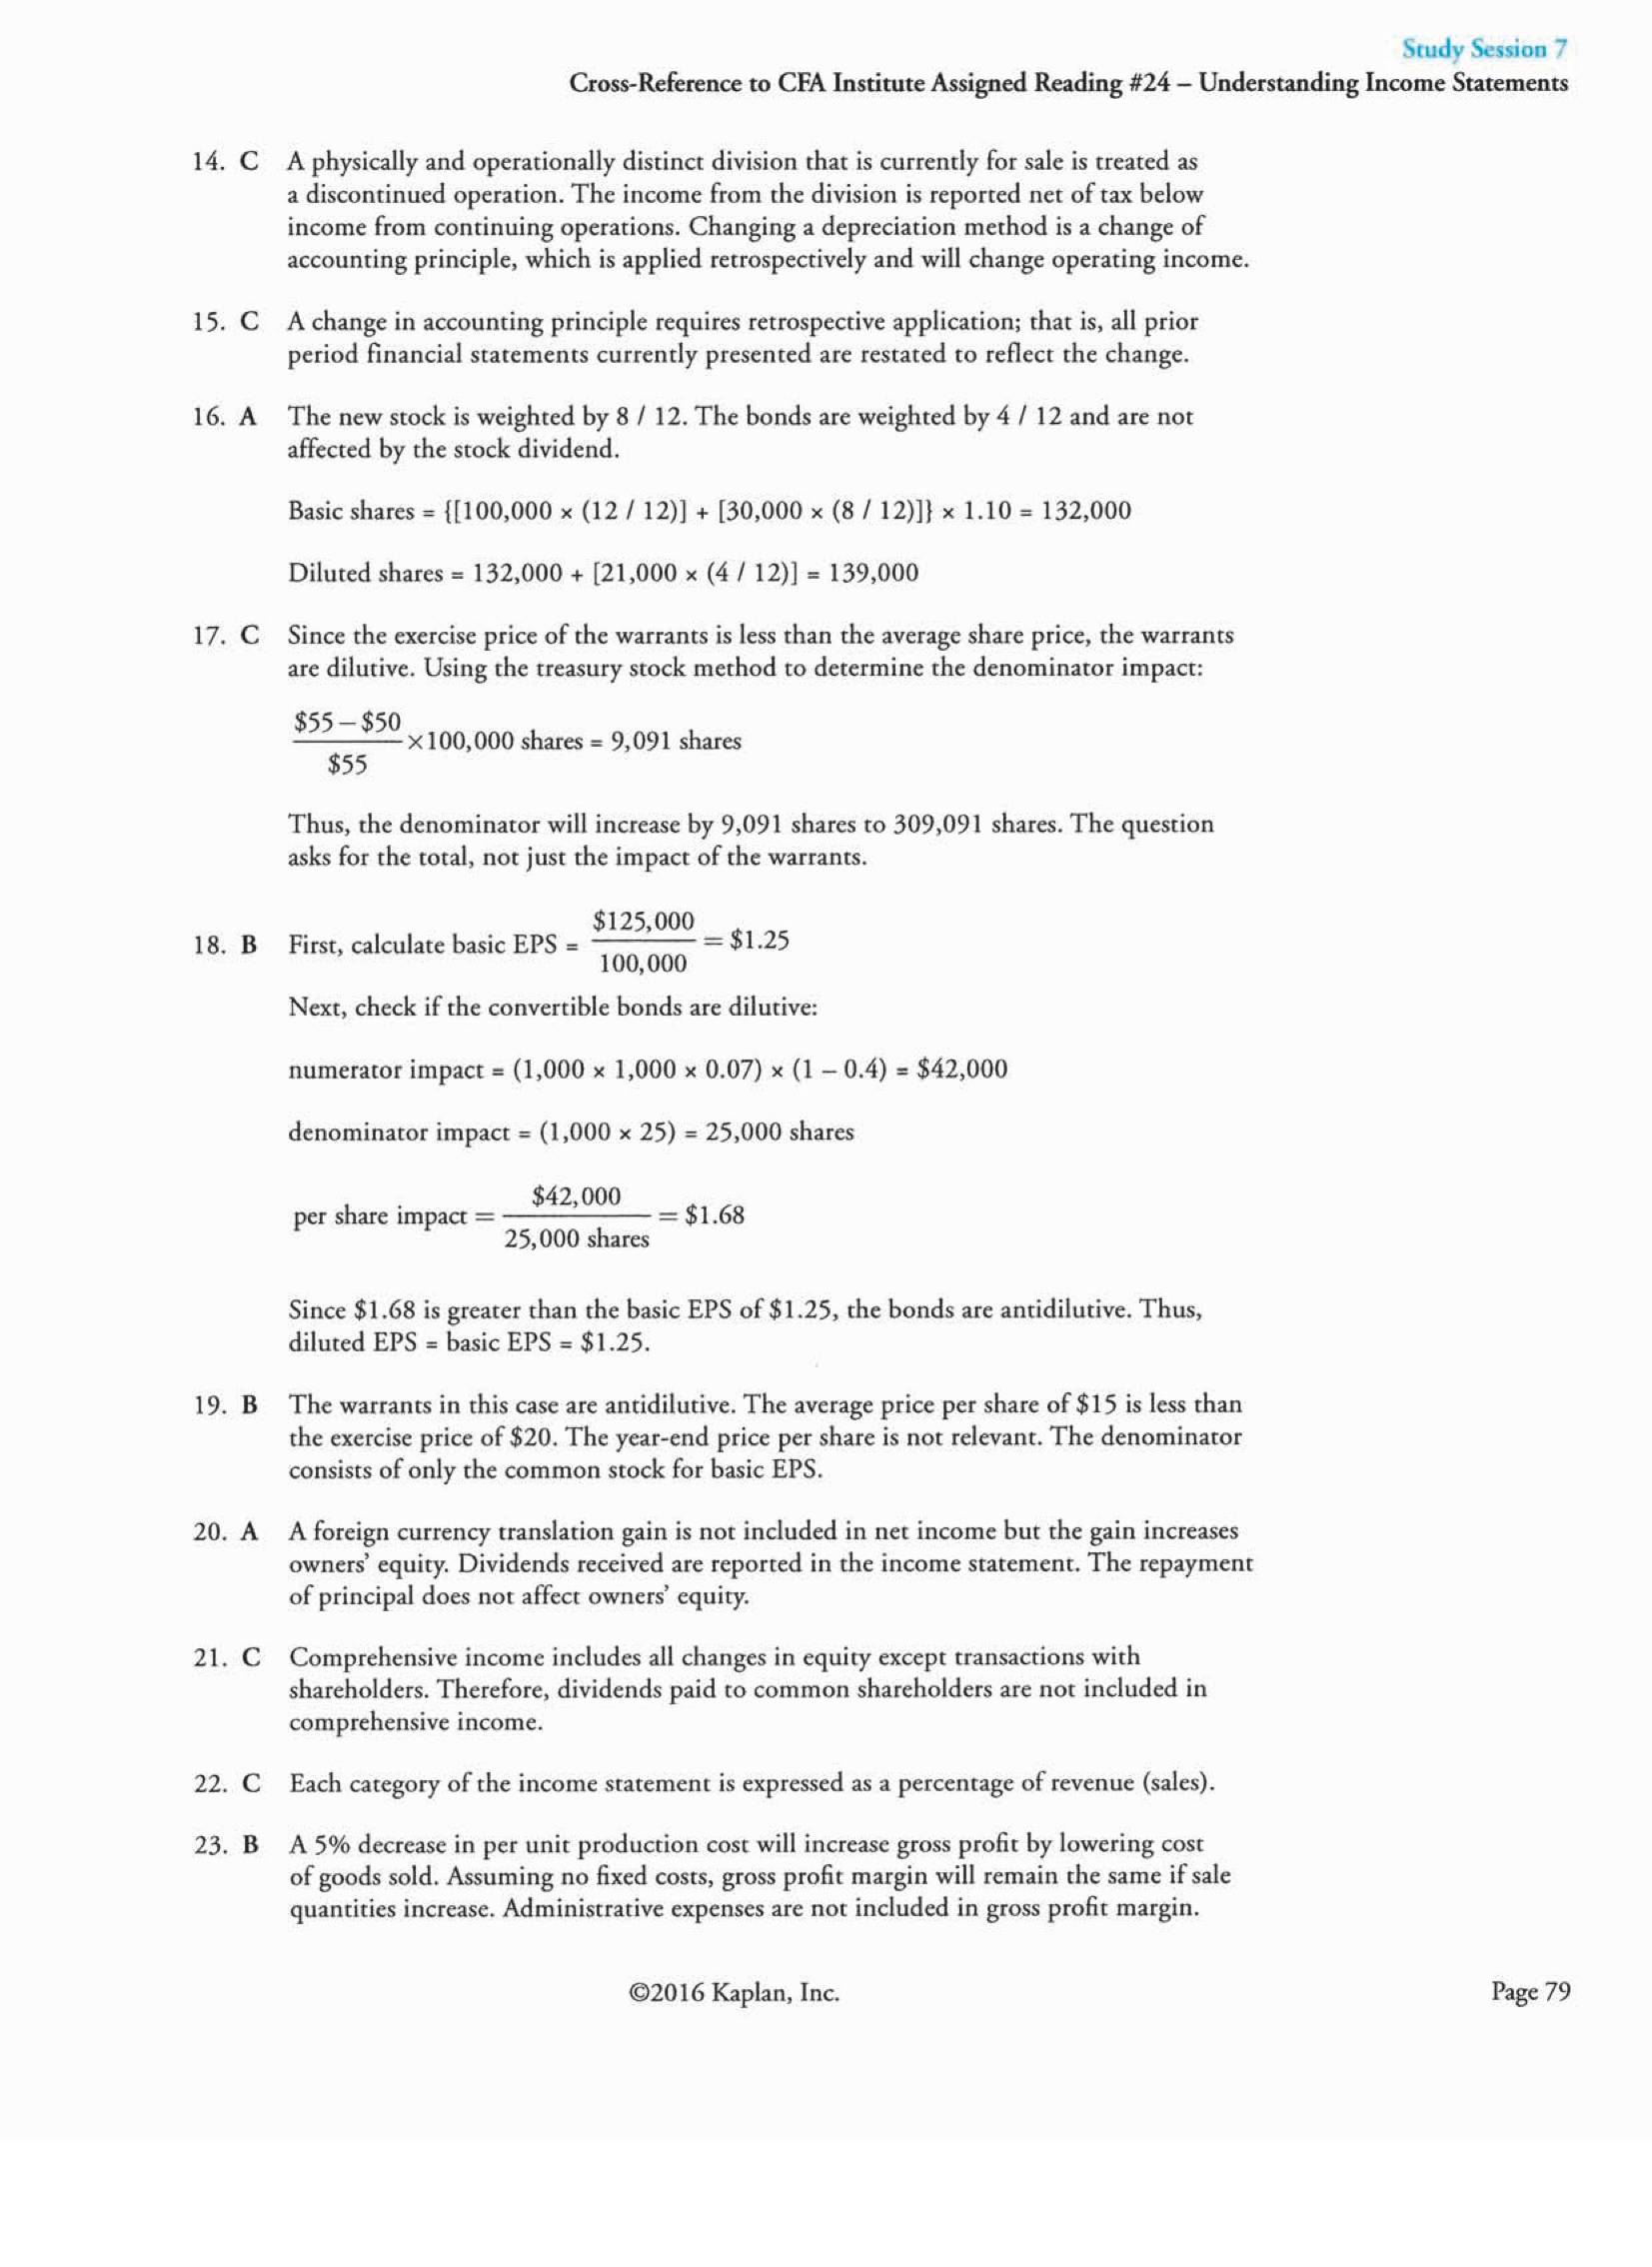 Study Session 7
Cross-Reference to CFA Institute Assigned Reading #24 – Understanding Income Statements
14. C A physically and operationally distinct division that is currently for sale is treated as
a discontinued operation. The income from the division is reported net of tax below
income from continuing operations. Changing a depreciation method is a change of
accounting principle, which is applied retrospectively and will change operating income.
15. C A change in accounting principle requires retrospective application; that is, all prior
period financial statements currently presented are restated to reflect the change.
16. A The new stock is weighted by 8 / 12. The bonds are weighted by 4 / 12 and are not
affected by the stock dividend.
Basic shares = {[100,000 × (12 / 12)] + [30,000 × (8 / 12)]} × 1.10 = 132,000
Diluted shares = 132,000 + [21,000 × (4 / 12)] = 139,000
17. C Since the exercise price of the warrants is less than the average share price, the warrants
are dilutive. Using the treasury stock method to determine the denominator impact:
$55 – $50
× 100,000 shares = 9,091 shares
$55
Thus, the denominator will increase by 9,091 shares to 309,091 shares. The question
asks for the total, not just the impact of the warrants.
$125,000
18. B First, calculate basic EPS = = $1.25
100,000
Next, check if the convertible bonds are dilutive:
numerator impact = (1,000 × 1,000 × 0.07) × (1 – 0.4) = $42,000
denominator impact = (1,000 × 25) = 25,000 shares
$42,000
per share impact = = $1.68
25,000 shares
Since $1.68 is greater than the basic EPS of $1.25, the bonds are antidilutive. Thus,
diluted EPS = basic EPS = $1.25.
19. B The warrants in this case are antidilutive. The average price per share of $15 is less than
the exercise price of $20. The year-end price per share is not relevant. The denominator
consists of only the common stock for basic EPS.
20. A A foreign currency translation gain is not included in net income but the gain increases
owners’ equity. Dividends received are reported in the income statement. The repayment
of principal does not affect owners’ equity.
21. C Comprehensive income includes all changes in equity except transactions with
shareholders. Therefore, dividends paid to common shareholders are not included in
comprehensive income.
22. C Each category of the income statement is expressed as a percentage of revenue (sales).
23. B A 5% decrease in per unit production cost will increase gross profit by lowering cost
of goods sold. Assuming no fixed costs, gross profit margin will remain the same if sale
quantities increase. Administrative expenses are not included in gross profit margin.
©2016 Kaplan, Inc.
Page 79